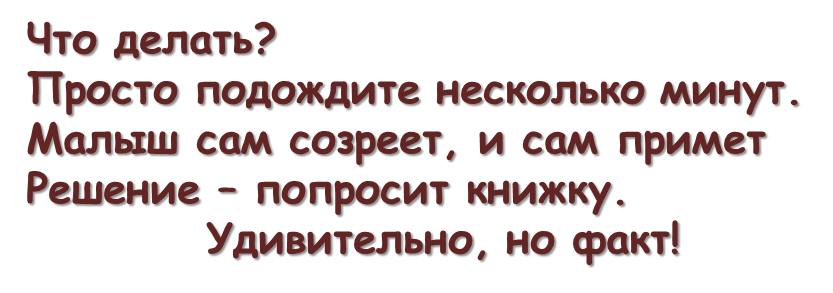 Что делать?
Просто подождите несколько минут.
Малыш сам созреет, и сам примет
Решение – попросит книжку.
Удивительно, но факт!